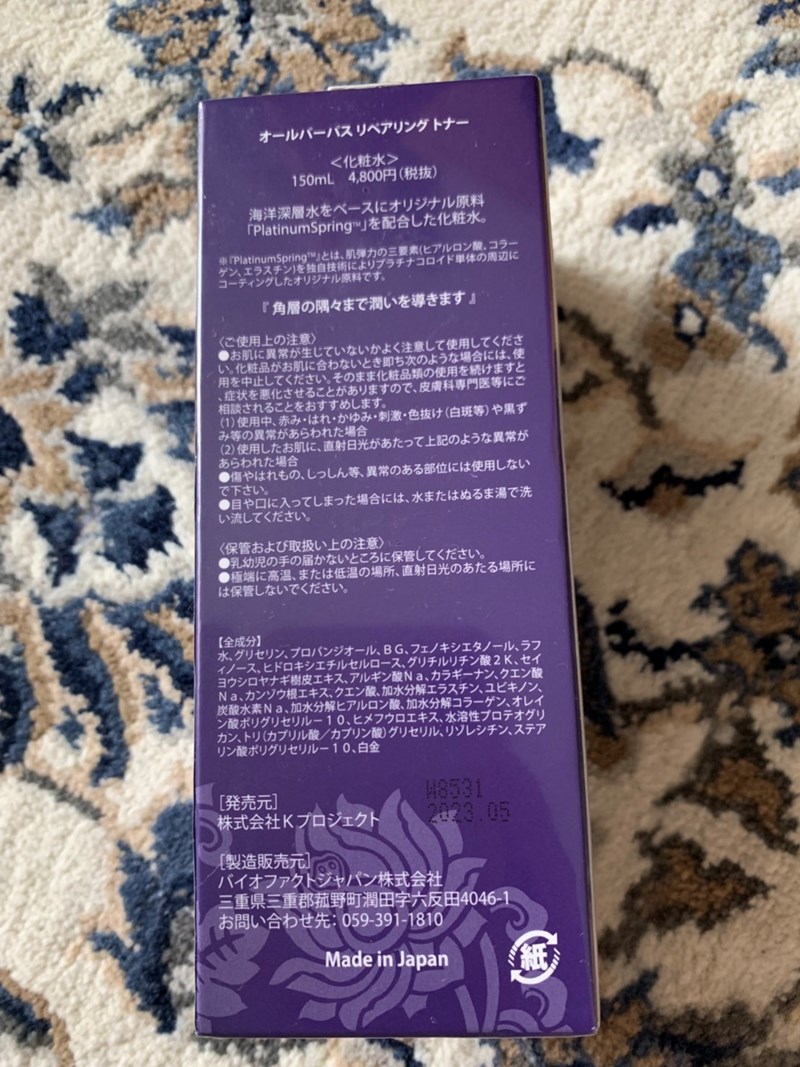 オールパーパス リペアリング トナー
＜化粧水＞
150mL 4,800円（税抜）
海洋深層水をベースにオリジナル原料
「PlatinumSpring™」を配合した化粧水。
※「PlatinumSpring™」とは、肌弾力の三要素（ヒアルロン酸、コラー
ゲン、エラスチン）を独自技術によりプラチナコロイド単体の周辺に
コーティングしたオリジナル原料です。
『 角層の隅々まで潤いを導きます 』
〈ご使用上の注意〉
●お肌に異常が生じていないかよく注意して使用してくださ
い。化粧品がお肌に合わないとき即ち次のような場合には、使
用を中止してください。そのまま化粧品類の使用を続けますと
、症状を悪化させることがありますので、皮膚科専門医等にご
相談されることをおすすめします。
(1)使用中、赤み・はれ・かゆみ・刺激・色抜け（白斑等）や黒ず
み等の異常があらわれた場合
(2)使用したお肌に、直射日光があたって上記のような異常が
あらわれた場合
●傷やはれもの、しっしん等、異常のある部位には使用しない
で下さい。
●目や口に入ってしまった場合には、水またはぬるま湯で洗
い流してください。
〈保管および取扱い上の注意〉
●乳幼児の手の届かないところに保管してください。
●極端に高温、または低温の場所、直射日光のあたる場所に
は保管しないでください。
【全成分】
水、グリセリン、プロパンジオール、ＢＧ、フェノキシエタノール、ラフ
ィノース、ヒドロキシエチルセルロース、グリチルリチン酸２Ｋ、セイ
ヨウシロヤナギ樹皮エキス、アルギン酸Ｎａ、カラギーナン、クエン酸
Ｎａ、カンゾウ根エキス、クエン酸、加水分解エラスチン、ユビキノン、
炭酸水素Ｎａ、加水分解ヒアルロン酸、加水分解コラーゲン、オレイ
ン酸ポリグリセリル－１０、ヒメフウロエキス、水溶性プロテオグリ
カン、トリ（カプリル酸／カプリン酸）グリセリル、リゾレシチン、ステア
リン酸ポリグリセリル－１０、白金
W8531
2023.05
［発売元］
株式会社Ｋプロジェクト
［製造販売元］
バイオファクトジャパン株式会社
三重県三重郡菰野町潤田字六反田4046-1
お問い合わせ先：059-391-1810
Made in Japan
紙